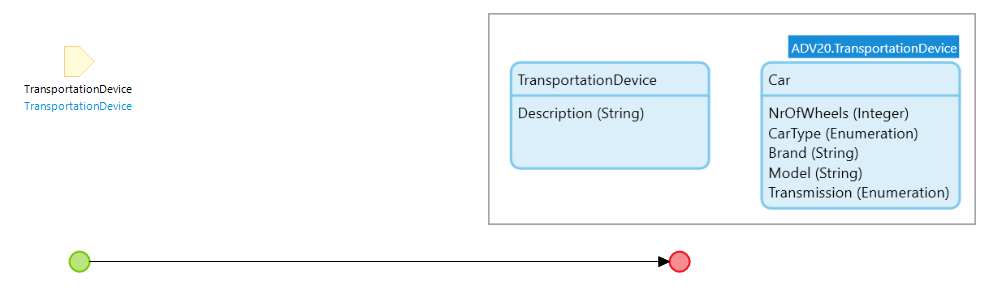 TransportationDevice
TransportationDevice
ADV20.TransportationDevice
TransportationDevice
Description (String)
Car
NrOfWheels (Integer)
CarType (Enumeration)
Brand (String)
Model (String)
Transmission (Enumeration)